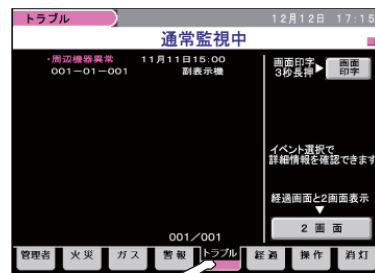 トラブル
12月12日 17:15
通常監視中
・周辺機器異常 11月11日15:00
001-01-001 副表示機
画面印字▶
3秒長押
画面
印字
イベント選択で
詳細情報を確認できます
経過画面と2画面表示
▼
2 画 面
001/001
管理者 火災 ガス 警報 トラブル 経過 操作 消灯